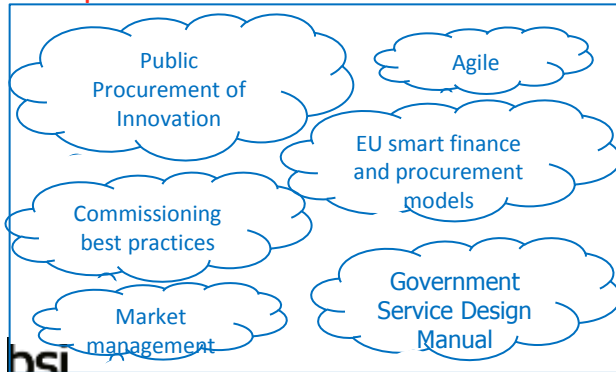 Public
Procurement of
Innovation
Agile
EU smart finance
and procurement
models
Commissioning
best practices
Government
Service Design
Manual
Market
management
bsi